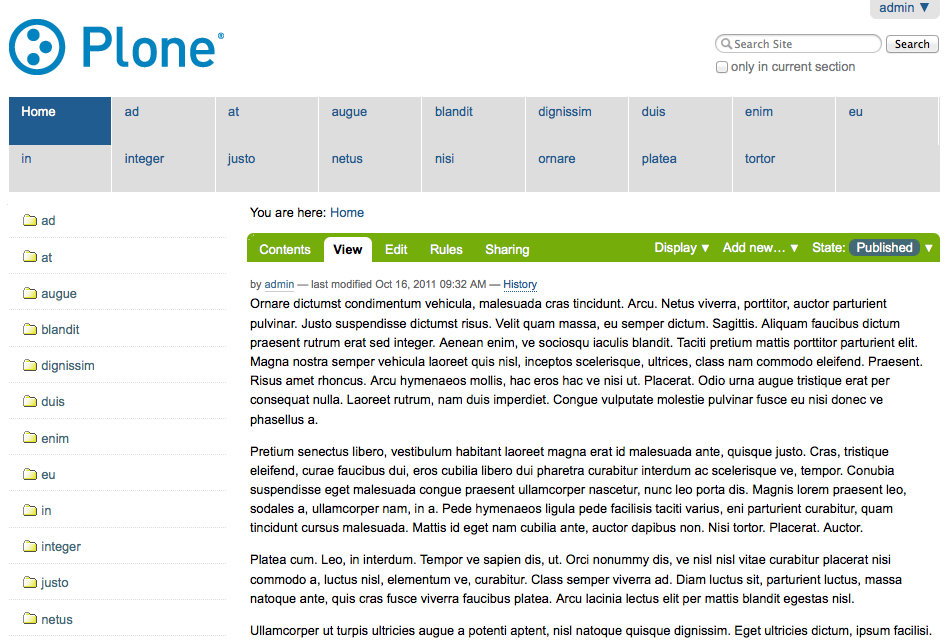 admin ▼
Plone®
Search Site
Search
only in current section
Home
ad
at
augue
blandit
dignissim
duis
enim
eu
in
integer
justo
netus
nisi
ornare
platea
tortor
ad
at
augue
blandit
dignissim
duis
enim
eu
in
integer
justo
netus
You are here: Home
Contents View Edit Rules Sharing Display ▼ Add new… ▼ State: Published ▼
by admin — last modified Oct 16, 2011 09:32 AM — History
Ornare dictumst condimentum vehicula, malesuada cras tincidunt. Arcu. Netus viverra, porttitor, auctor parturient
pulvinar. Justo suspendisse dictumst risus. Velit quam massa, eu semper dictum. Sagittis. Aliquam faucibus dictum
praesent rutrum erat sed integer. Aenean enim, ve sociosqu iaculis blandit. Taciti pretium mattis porttitor parturient elit.
Magna nostra semper vehicula laoreet quis nisl, inceptos scelerisque, ultrices, class nam commodo eleifend. Praesent.
Risus amet rhoncus. Arcu hymenaeos mollis, hac eros hac ve nisi ut. Placerat. Odio urna augue tristique erat per
consequat nulla. Laoreet rutrum, nam duis imperdiet. Congue vulputate molestie pulvinar fusce eu nisi donec ve
phasellus a.
Pretium senectus libero, vestibulum habitant laoreet magna erat id malesuada ante, quisque justo. Cras, tristique
eleifend, curae faucibus dui, eros cubilia libero dui pharetra curabitur interdum ac scelerisque ve, tempor. Conubia
suspendisse eget malesuada congue praesent ullamcorper nascetur, nunc leo porta dis. Magnis lorem praesent leo,
sodales a, ullamcorper nam, in a. Pede hymenaeos ligula pede facilisis taciti varius, eni parturient curabitur, quam
tincidunt cursus malesuada. Mattis id eget nam cubilia ante, auctor dapibus non. Nisi tortor. Placerat. Auctor.
Platea cum. Leo, in interdum. Tempor ve sapien dis, ut. Orci nonummy dis, ve nisl nisl vitae curabitur placerat nisi
commodo a, luctus nisl, elementum ve, curabitur. Class semper viverra ad. Diam luctus sit, parturient luctus, massa
natoque ante, quis cras fusce viverra faucibus platea. Arcu lacinia lectus elit per mattis blandit egestas nisl.
Ullamcorper ut turpis ultricies augue a potenti aptent, nisl natoque quisque dignissim. Eget ultricies dictum, ipsum facilisi.